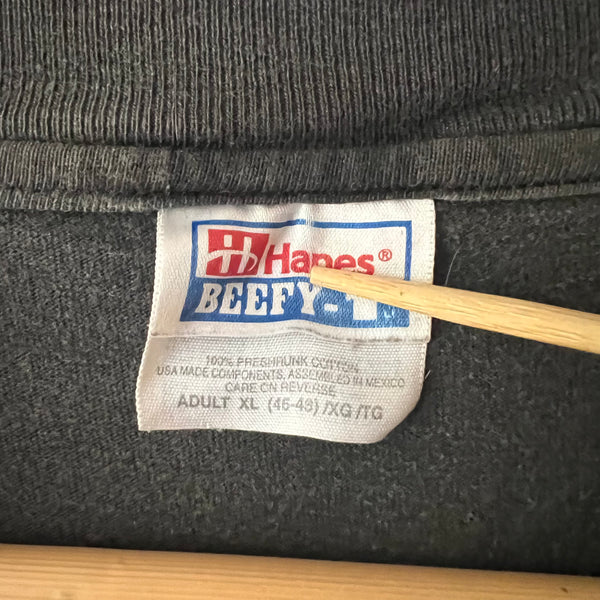 Hanes®
BEEFY-T
100% PRESHRUNK COTTON
USA MADE COMPONENTS, ASSEMBLED IN MEXICO
CARE ON REVERSE
ADULT XL (46-48) /XG /TG